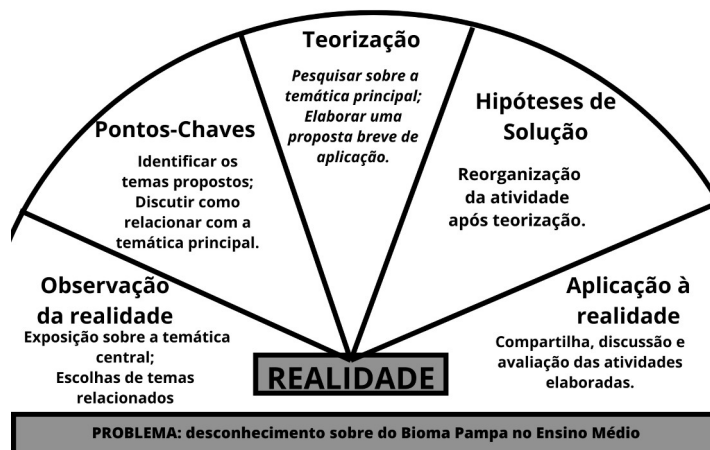 Observação
da realidade
Exposição sobre a temática
central;
Escolhas de temas
relacionados
Pontos-Chaves
Identificar os
temas propostos;
Discutir como
relacionar com a
temática principal.
Teorização
Pesquisar sobre a
temática principal;
Elaborar uma
proposta breve de
aplicação.
Hipóteses de
Solução
Reorganização
da atividade
após teorização.
Aplicação à
realidade
Compartilha, discussão e
avaliação das atividades
elaboradas.
REALIDADE
PROBLEMA: desconhecimento sobre do Bioma Pampa no Ensino Médio